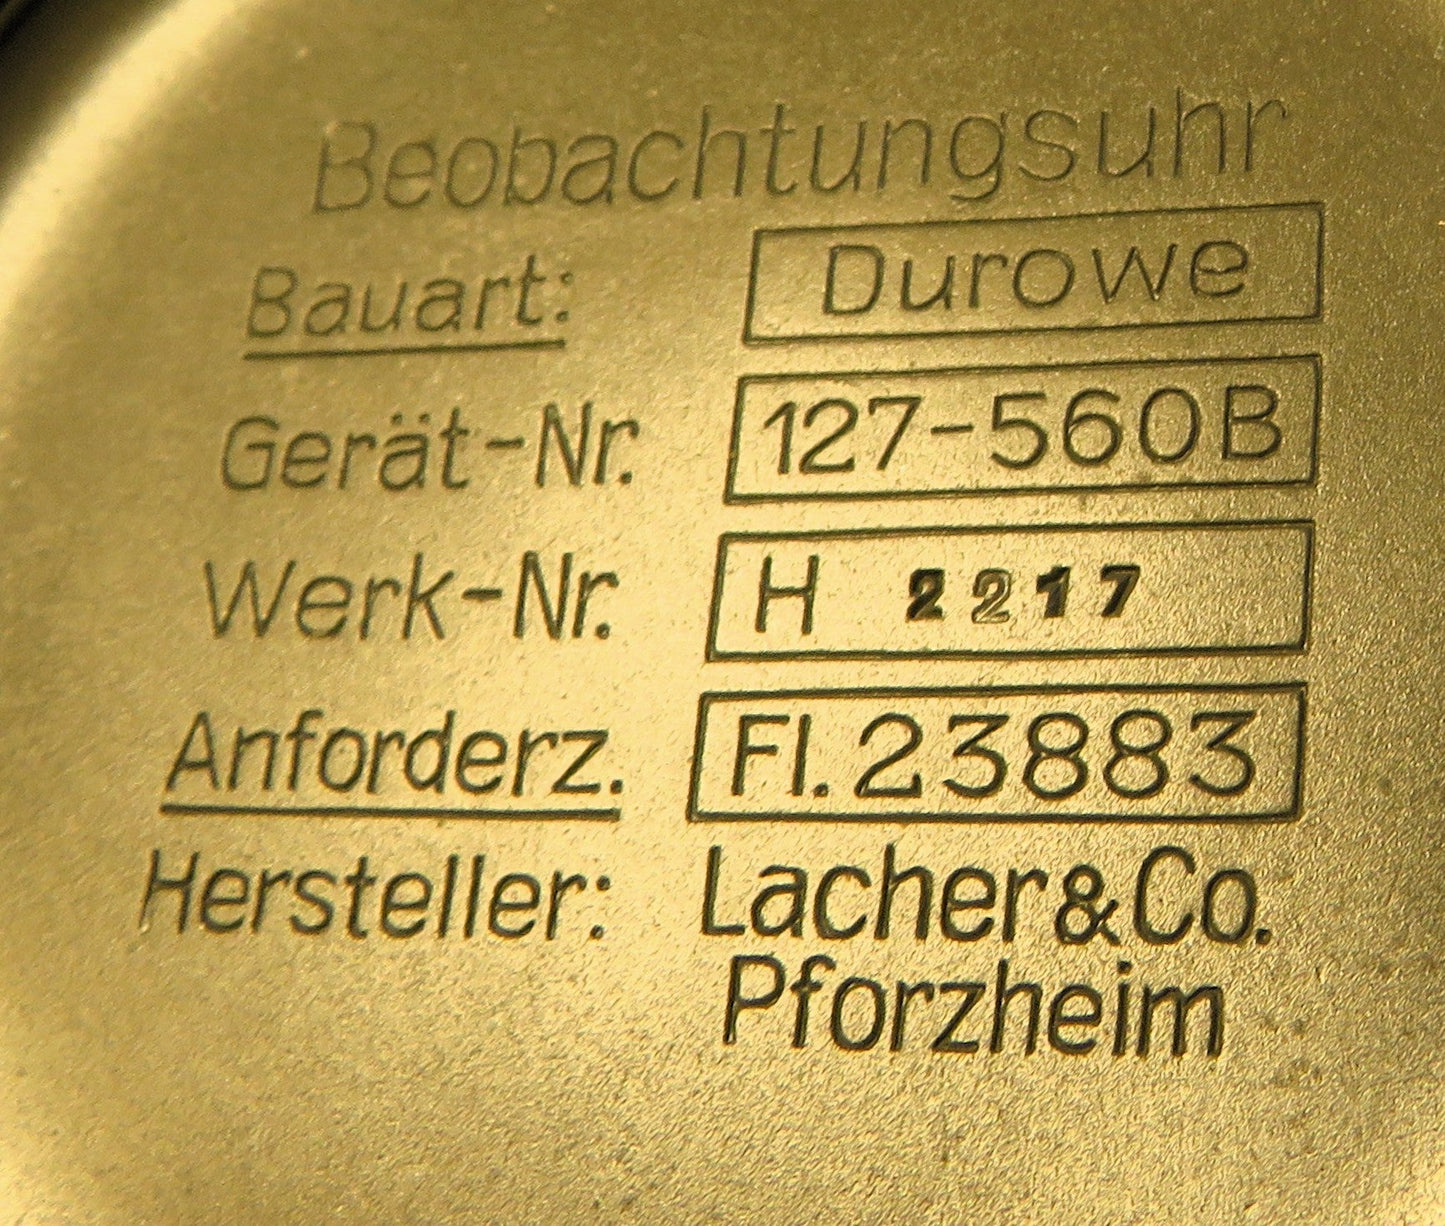 Beobachtungsuhr
Bauart: Durowe
Gerät-Nr. 127-560B
Werk-Nr. H 2217
Anforderz. Fl. 23883
Hersteller: Lacher & Co.
Pforzheim